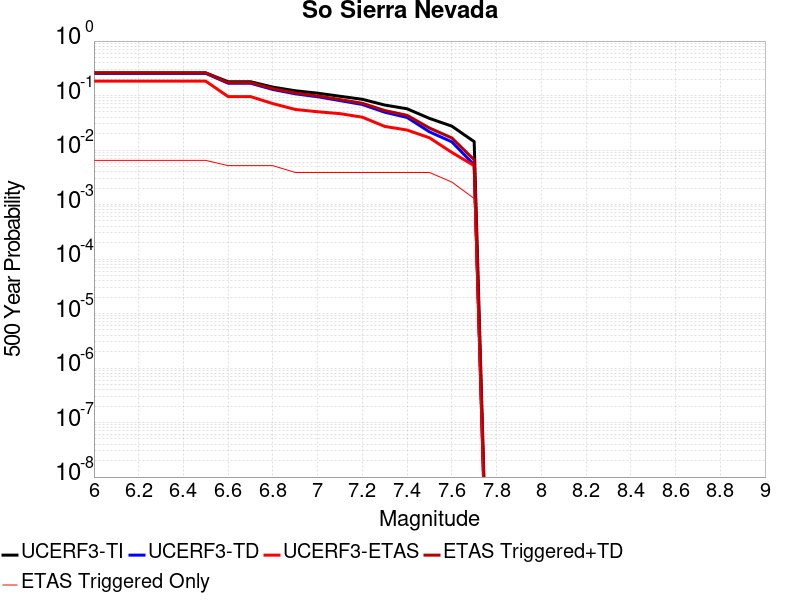 So Sierra Nevada
500 Year Probability
10^0
10^-1
10^-2
10^-3
10^-4
10^-5
10^-6
10^-7
10^-8
6 6.2 6.4 6.6 6.8 7 7.2 7.4 7.6 7.8 8 8.2 8.4 8.6 8.8 9
Magnitude
UCERF3-TI UCERF3-TD UCERF3-ETAS ETAS Triggered+TD
ETAS Triggered Only